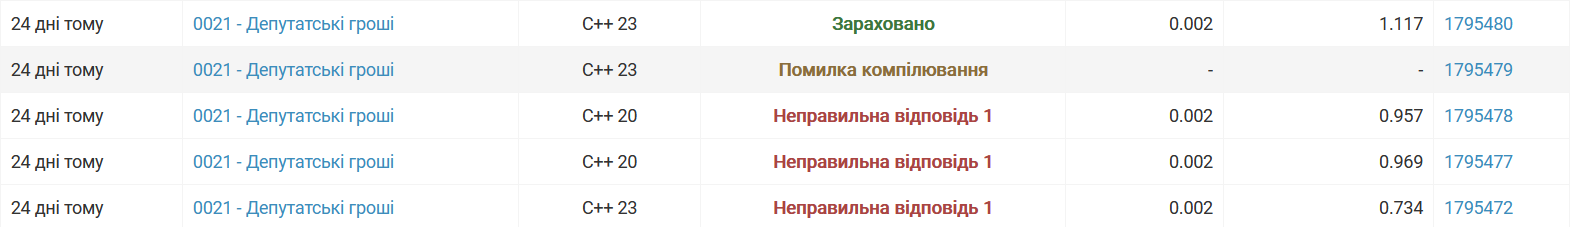 24 дні тому 0021 - Депутатські гроші C++ 23 Зараховано 0.002 1.117 1795480
24 дні тому 0021 - Депутатські гроші C++ 23 Помилка компілювання - - 1795479
24 дні тому 0021 - Депутатські гроші C++ 20 Неправильна відповідь 1 0.002 0.957 1795478
24 дні тому 0021 - Депутатські гроші C++ 20 Неправильна відповідь 1 0.002 0.969 1795477
24 дні тому 0021 - Депутатські гроші C++ 23 Неправильна відповідь 1 0.002 0.734 1795472